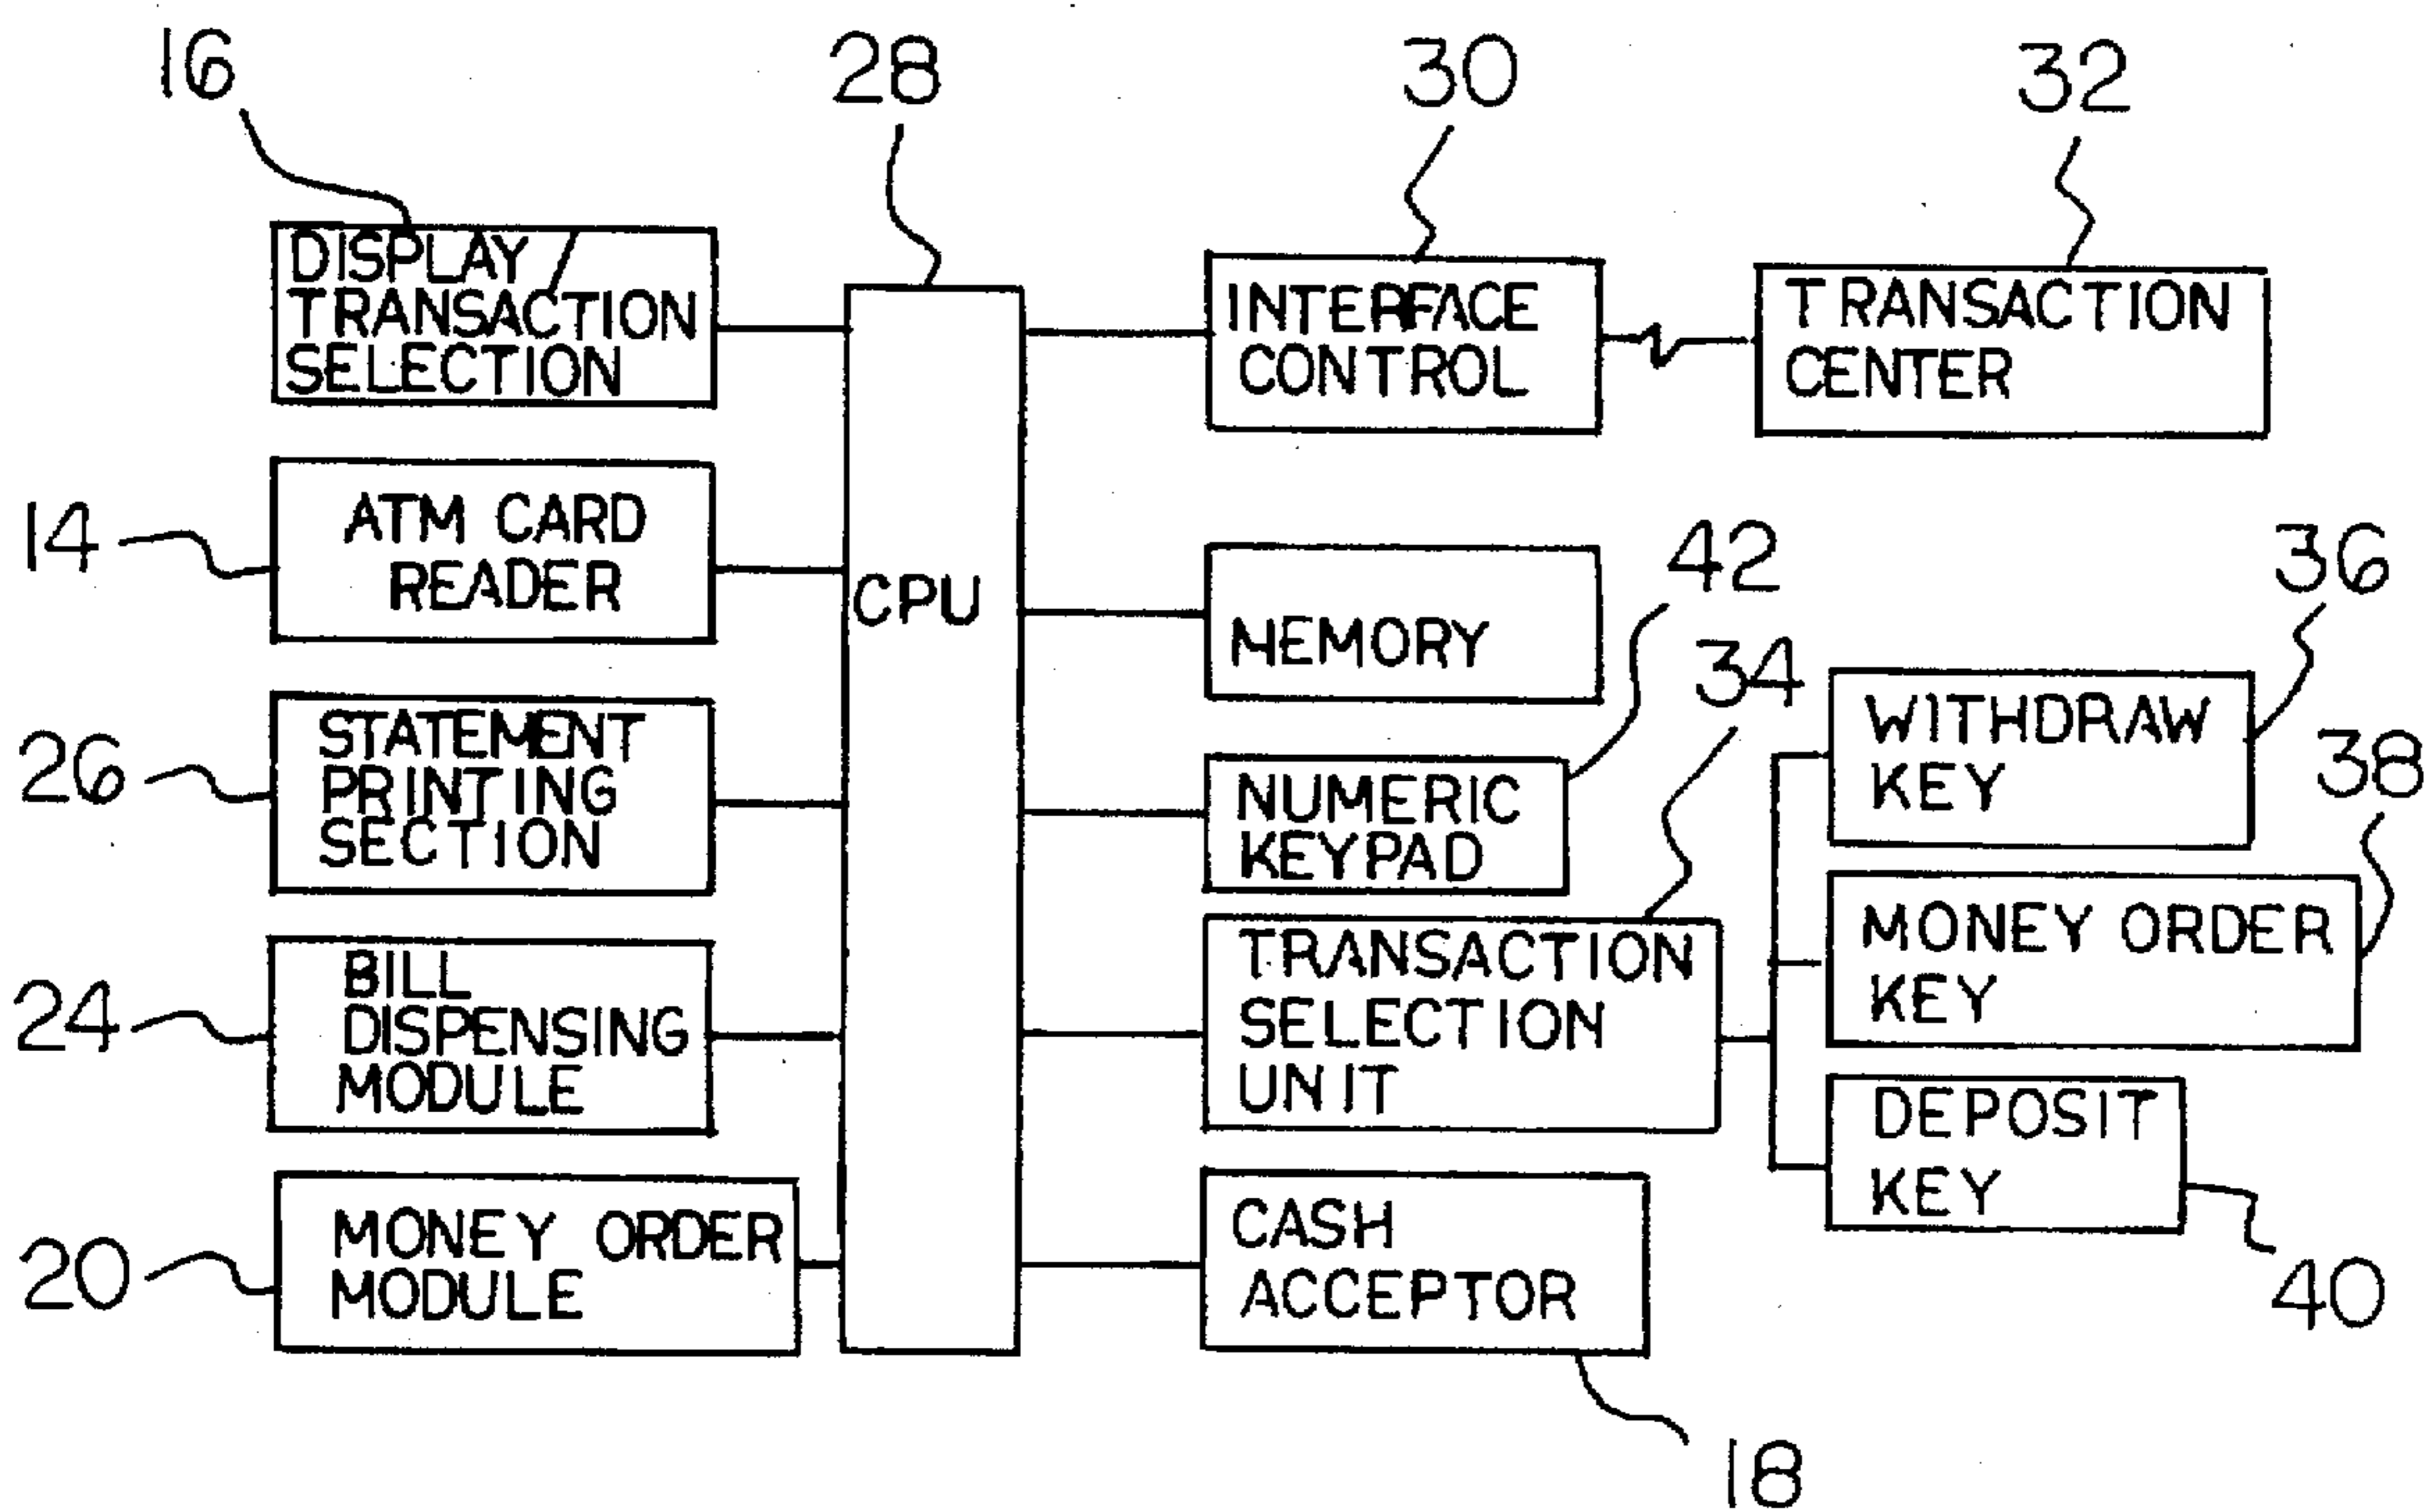 16
28
30
32
DISPLAY /
TRANSACTION
SELECTION
INTERFACE
CONTROL
TRANSACTION
CENTER
14
ATM CARD
READER
CPU
MEMORY
42
34
36
38
26
STATEMENT
PRINTING
SECTION
NUMERIC
KEYPAD
WITHDRAW
KEY
24
BILL
DISPENSING
MODULE
TRANSACTION
SELECTION
UNIT
MONEY ORDER
KEY
DEPOSIT
KEY
40
20
MONEY ORDER
MODULE
CASH
ACCEPTOR
18